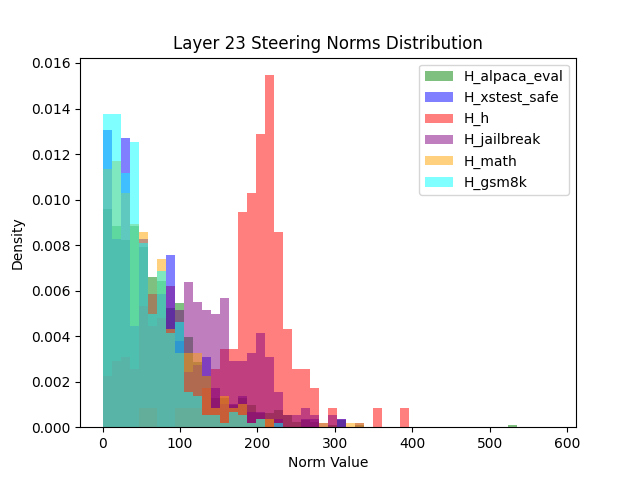 Layer 23 Steering Norms Distribution
0.016
0.014
0.012
0.010
0.008
0.006
0.004
0.002
0.000
Density
H_alpaca_eval
H_xstest_safe
H_h
H_jailbreak
H_math
H_gsm8k
0 100 200 300 400 500 600
Norm Value